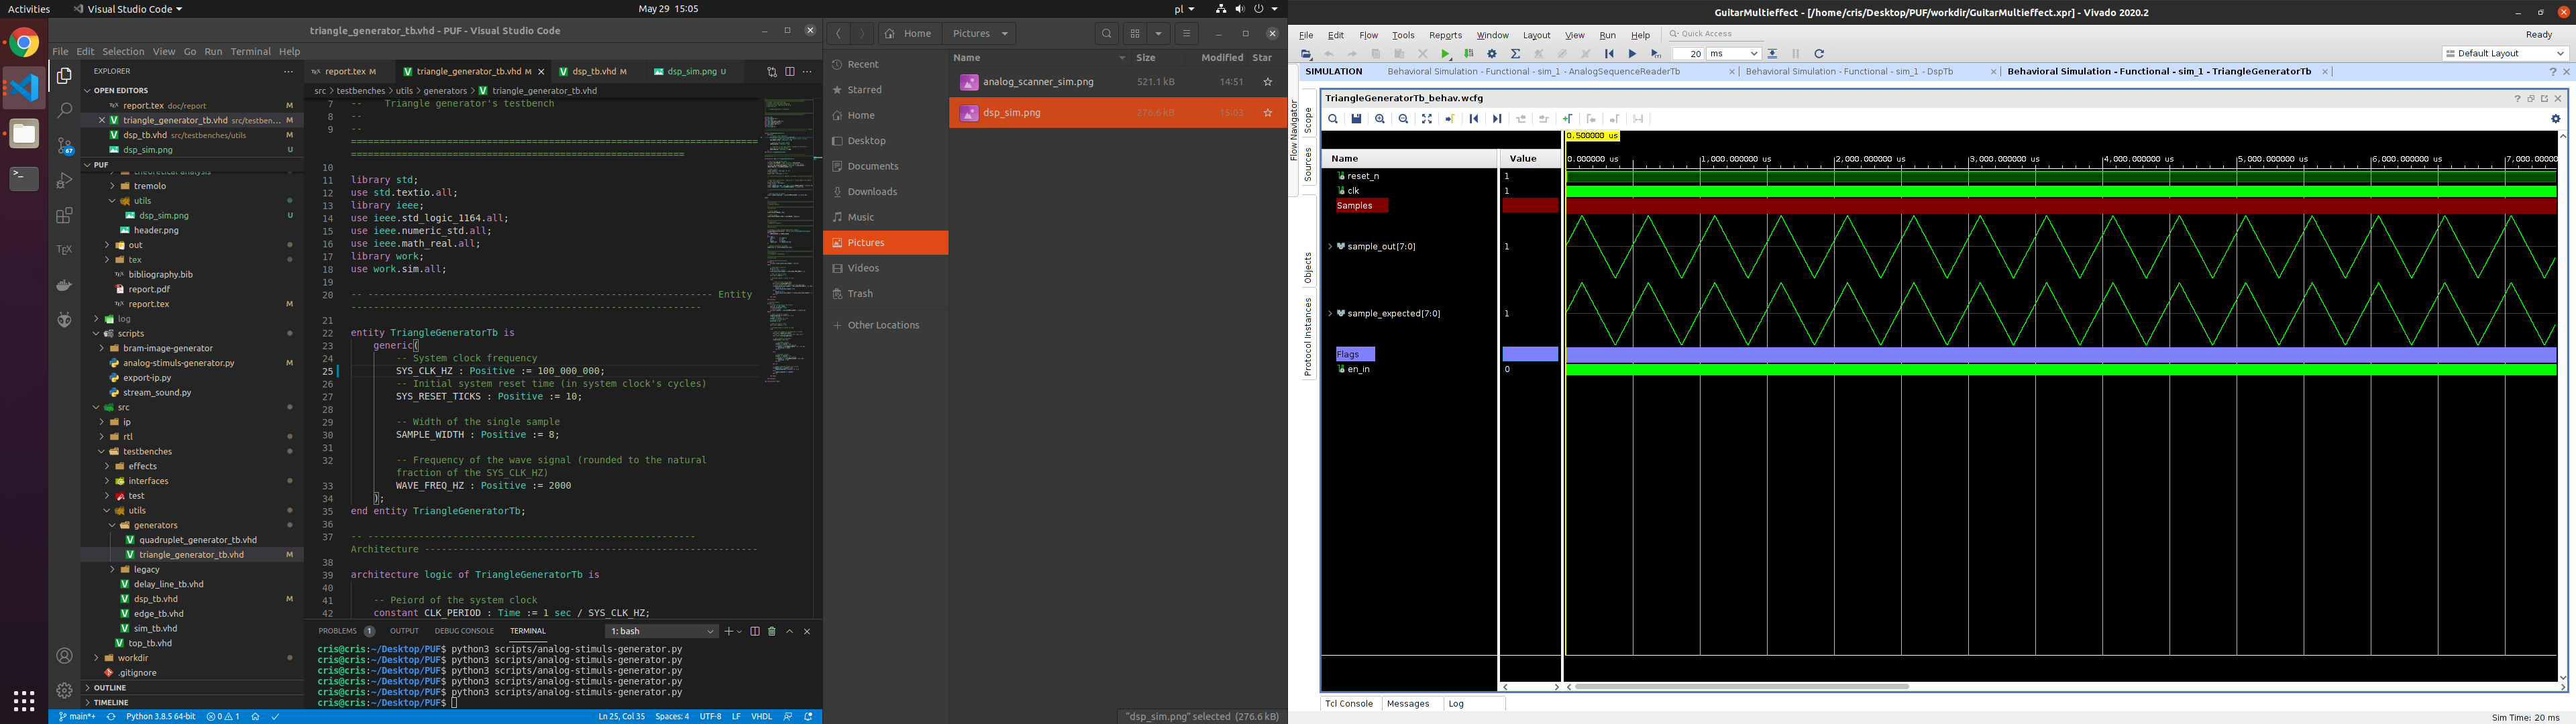 Activities
Visual Studio Code
May 29 15:05
pl
triangle_generator_tb.vhd - PUF - Visual Studio Code
File Edit Selection View Go Run Terminal Help
EXPLORER
OPEN EDITORS
report.tex doc/report M
triangle_generator_tb.vhd src/testben... M
dsp_tb.vhd src/testbenches/utils M
dsp_sim.png U
PUF
theoretical_analysis
tremolo
utils
dsp_sim.png U
header.png
out
tex
bibliography.bib
report.pdf
report.tex M
log
scripts
bram-image-generator
analog-stimuls-generator.py M
export-ip.py
stream_sound.py
src
ip
rtl
testbenches
effects
interfaces
test
utils
generators
quadruplet_generator_tb.vhd
triangle_generator_tb.vhd M
legacy
delay_line_tb.vhd
dsp_tb.vhd M
edge_tb.vhd
sim_tb.vhd
top_tb.vhd
workdir
.gitignore
OUTLINE
TIMELINE
67
report.tex M
triangle_generator_tb.vhd M
dsp_tb.vhd M
dsp_sim.png U
src > testbenches > utils > generators > triangle_generator_tb.vhd
7 -- Triangle generator's testbench
8 --
9 --
========================================================================
===========================================================
10
11 library std;
12 use std.textio.all;
13 library ieee;
14 use ieee.std_logic_1164.all;
15 use ieee.numeric_std.all;
16 use ieee.math_real.all;
17 library work;
18 use work.sim.all;
19
20 -- ------------------------------------------------------------- Entity
--------------------------------------------------------------
21
22 entity TriangleGeneratorTb is
23 generic(
24 -- System clock frequency
25 SYS_CLK_HZ : Positive := 100_000_000;
26 -- Initial system reset time (in system clock's cycles)
27 SYS_RESET_TICKS : Positive := 10;
28
29 -- Width of the single sample
30 SAMPLE_WIDTH : Positive := 8;
31
32 -- Frequency of the wave signal (rounded to the natural
fraction of the SYS_CLK_HZ)
33 WAVE_FREQ_HZ : Positive := 2000
34 );
35 end entity TriangleGeneratorTb;
36
37 -- ----------------------------------------------------------
Architecture -----------------------------------------------------------
38
39 architecture logic of TriangleGeneratorTb is
40
41 -- Peiord of the system clock
42 constant CLK_PERIOD : Time := 1 sec / SYS_CLK_HZ;
PROBLEMS 1 OUTPUT DEBUG CONSOLE TERMINAL
1: bash
cris@cris:~/Desktop/PUF$ python3 scripts/analog-stimuls-generator.py
cris@cris:~/Desktop/PUF$ python3 scripts/analog-stimuls-generator.py
cris@cris:~/Desktop/PUF$ python3 scripts/analog-stimuls-generator.py
cris@cris:~/Desktop/PUF$ python3 scripts/analog-stimuls-generator.py
cris@cris:~/Desktop/PUF$ python3 scripts/analog-stimuls-generator.py
cris@cris:~/Desktop/PUF$
main*+ Python 3.8.5 64-bit 0 1 Ln 25, Col 35 Spaces: 4 UTF-8 LF VHDL
Home Pictures
Recent
Starred
Home
Desktop
Documents
Downloads
Music
Pictures
Videos
Trash
Other Locations
Name Size Modified Star
analog_scanner_sim.png 521.1 kB 14:51
dsp_sim.png 276.6 kB 15:03
"dsp_sim.png" selected (276.6 kB)
GuitarMultieffect - [/home/cris/Desktop/PUF/workdir/GuitarMultieffect.xpr] - Vivado 2020.2
File Edit Flow Tools Reports Window Layout View Run Help
Quick Access
Ready
20 ms
Default Layout
SIMULATION
Behavioral Simulation - Functional - sim_1 - AnalogSequenceReaderTb
Behavioral Simulation - Functional - sim_1 - DspTb
Behavioral Simulation - Functional - sim_1 - TriangleGeneratorTb
Flow Navigator
Scope
Sources
Objects
Protocol Instances
TriangleGeneratorTb_behav.wcfg
0.500000 us
Name Value
0.000000 us 1,000.000000 us 2,000.000000 us 3,000.000000 us 4,000.000000 us 5,000.000000 us 6,000.000000 us 7,000.00000
reset_n 1
clk 1
Samples
sample_out[7:0] 1
sample_expected[7:0] 1
Flags
en_in 0
Tcl Console Messages Log
Sim Time: 20 ms